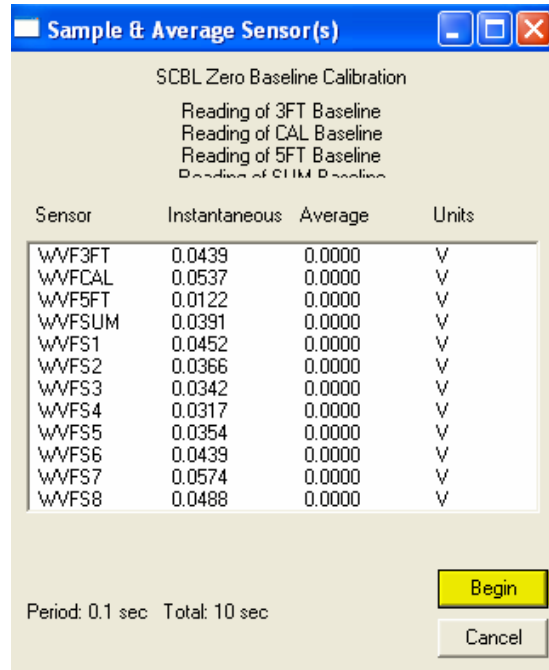 Sample & Average Sensor(s)
SCBL Zero Baseline Calibration
Reading of 3FT Baseline
Reading of CAL Baseline
Reading of 5FT Baseline
Reading of SUM Baseline
Sensor Instantaneous Average Units
WVF3FT 0.0439 0.0000 V
WVFCAL 0.0537 0.0000 V
WVF5FT 0.0122 0.0000 V
WVFSUM 0.0391 0.0000 V
WVFS1 0.0452 0.0000 V
WVFS2 0.0366 0.0000 V
WVFS3 0.0342 0.0000 V
WVFS4 0.0317 0.0000 V
WVFS5 0.0354 0.0000 V
WVFS6 0.0439 0.0000 V
WVFS7 0.0574 0.0000 V
WVFS8 0.0488 0.0000 V
Begin
Period: 0.1 sec Total: 10 sec
Cancel